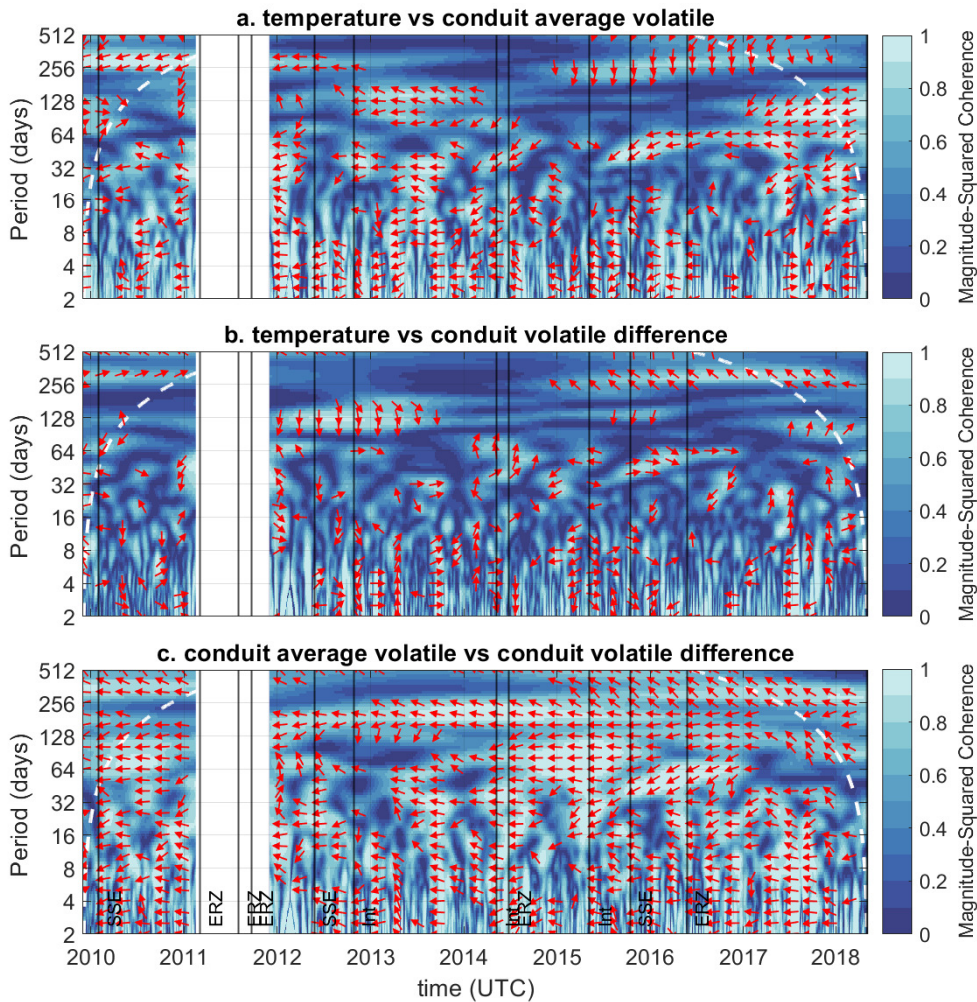 a. temperature vs conduit average volatile
512
256
128
64
32
16
8
4
2
Period (days)
1
0.8
0.6
0.4
0.2
0
Magnitude-Squared Coherence
b. temperature vs conduit volatile difference
512
256
128
64
32
16
8
4
2
Period (days)
1
0.8
0.6
0.4
0.2
0
Magnitude-Squared Coherence
c. conduit average volatile vs conduit volatile difference
512
256
128
64
32
16
8
4
2
Period (days)
SSE
ERZ
ERZ
ERZ
SSE
Int
Int
ERZ
Int
SSE
ERZ
1
0.8
0.6
0.4
0.2
0
Magnitude-Squared Coherence
2010 2011 2012 2013 2014 2015 2016 2017 2018
time (UTC)